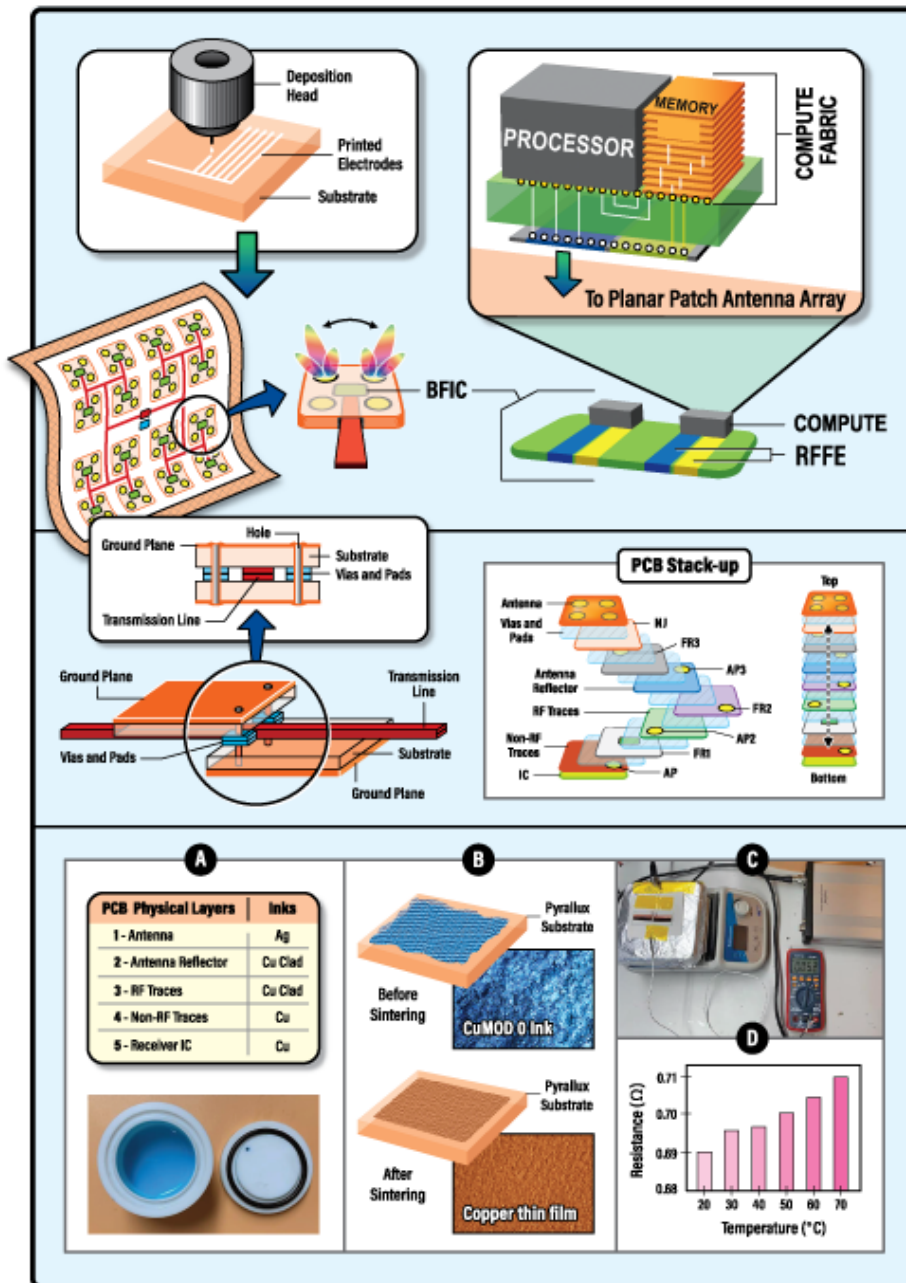 Deposition
Head
Printed
Electrodes
Substrate
PROCESSOR
MEMORY
COMPUTE
FABRIC
To Planar Patch Antenna Array
BFIC
COMPUTE
RFFE
Ground Plane
Hole
Substrate
Vias and Pads
Transmission Line
Ground Plane
Transmission
Line
Vias and Pads
Substrate
Ground Plane
PCB Stack-up
Antenna
Vias and
Pads
NJ
FR3
AP3
Antenna
Reflector
RF Traces
FR2
AP2
Non-RF
Traces
FR1
IC
AP
Top
Bottom
A
PCB Physical Layers Inks
1 - Antenna Ag
2 - Antenna Reflector Cu Clad
3 - RF Traces Cu Clad
4 - Non-RF Traces Cu
5 - Receiver IC Cu
B
Pyrallux
Substrate
Before
Sintering
CuMOD 0 Ink
Pyrallux
Substrate
After
Sintering
Copper thin film
C
D
Resistance (Ω)
0.71
0.70
0.69
0.68
20 30 40 50 60 70
Temperature (°C)